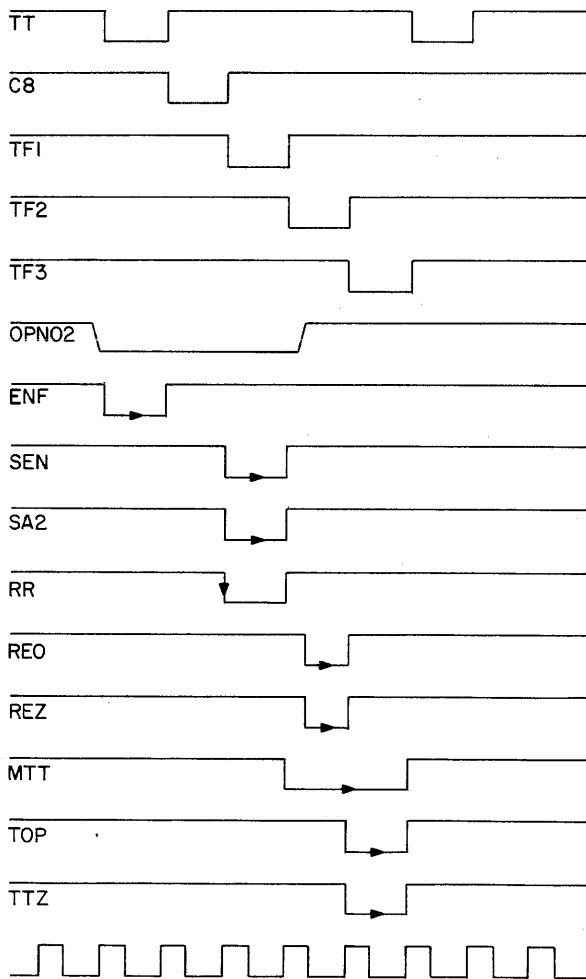 TT
C8
TF1
TF2
TF3
OPNO2
ENF
SEN
SA2
RR
REO
REZ
MTT
TOP
TTZ